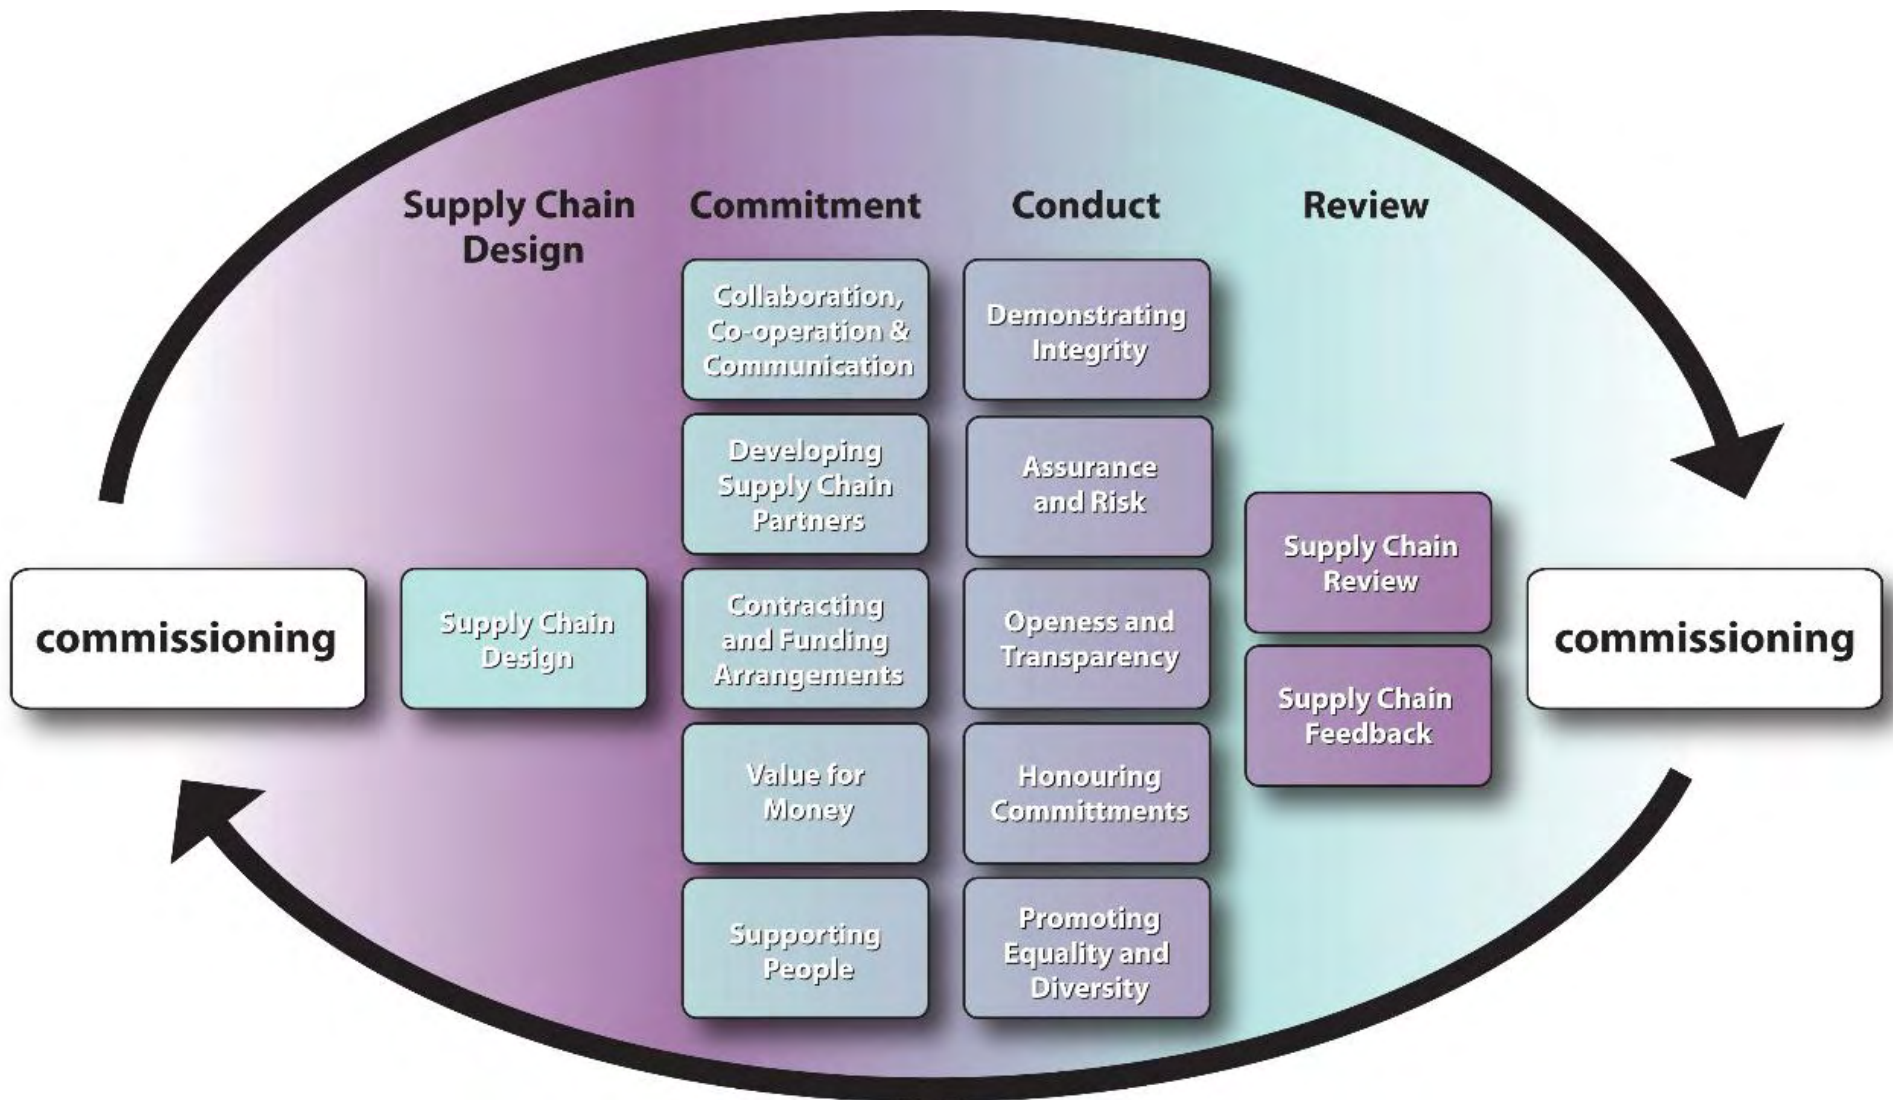 Supply Chain
Design
Commitment
Conduct
Review
commissioning
Supply Chain
Design
Collaboration,
Co-operation &
Communication
Developing
Supply Chain
Partners
Contracting
and Funding
Arrangements
Value for
Money
Supporting
People
Demonstrating
Integrity
Assurance
and Risk
Openess and
Transparency
Honouring
Committments
Promoting
Equality and
Diversity
Supply Chain
Review
Supply Chain
Feedback
commissioning